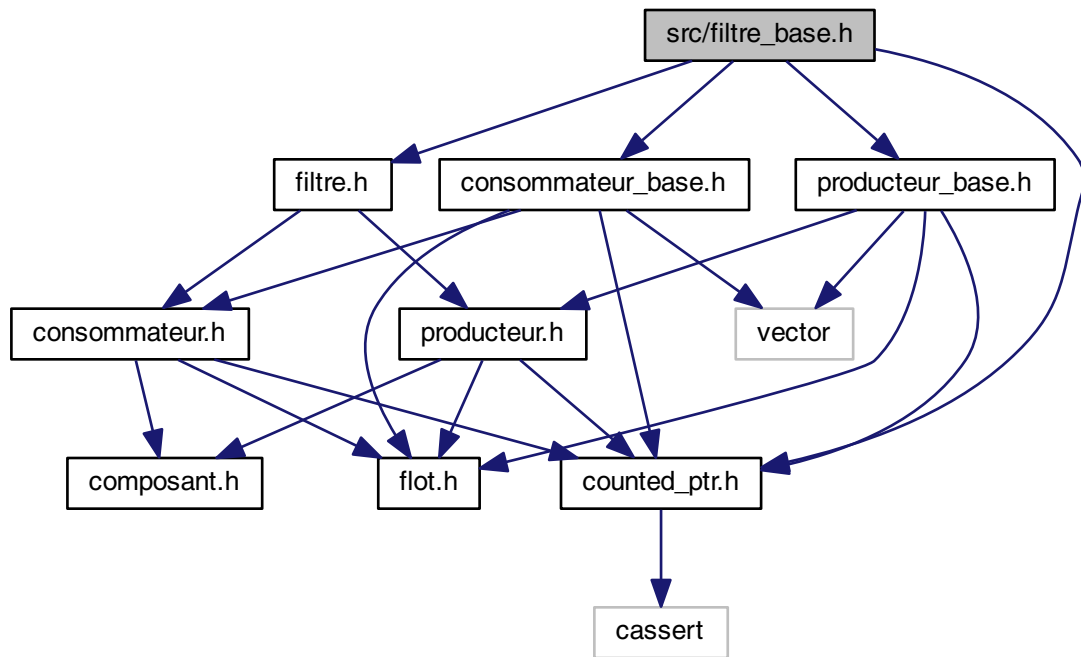 src/filtre_base.h
filtre.h
consommateur_base.h
producteur_base.h
consommateur.h
producteur.h
vector
composant.h
flot.h
counted_ptr.h
cassert